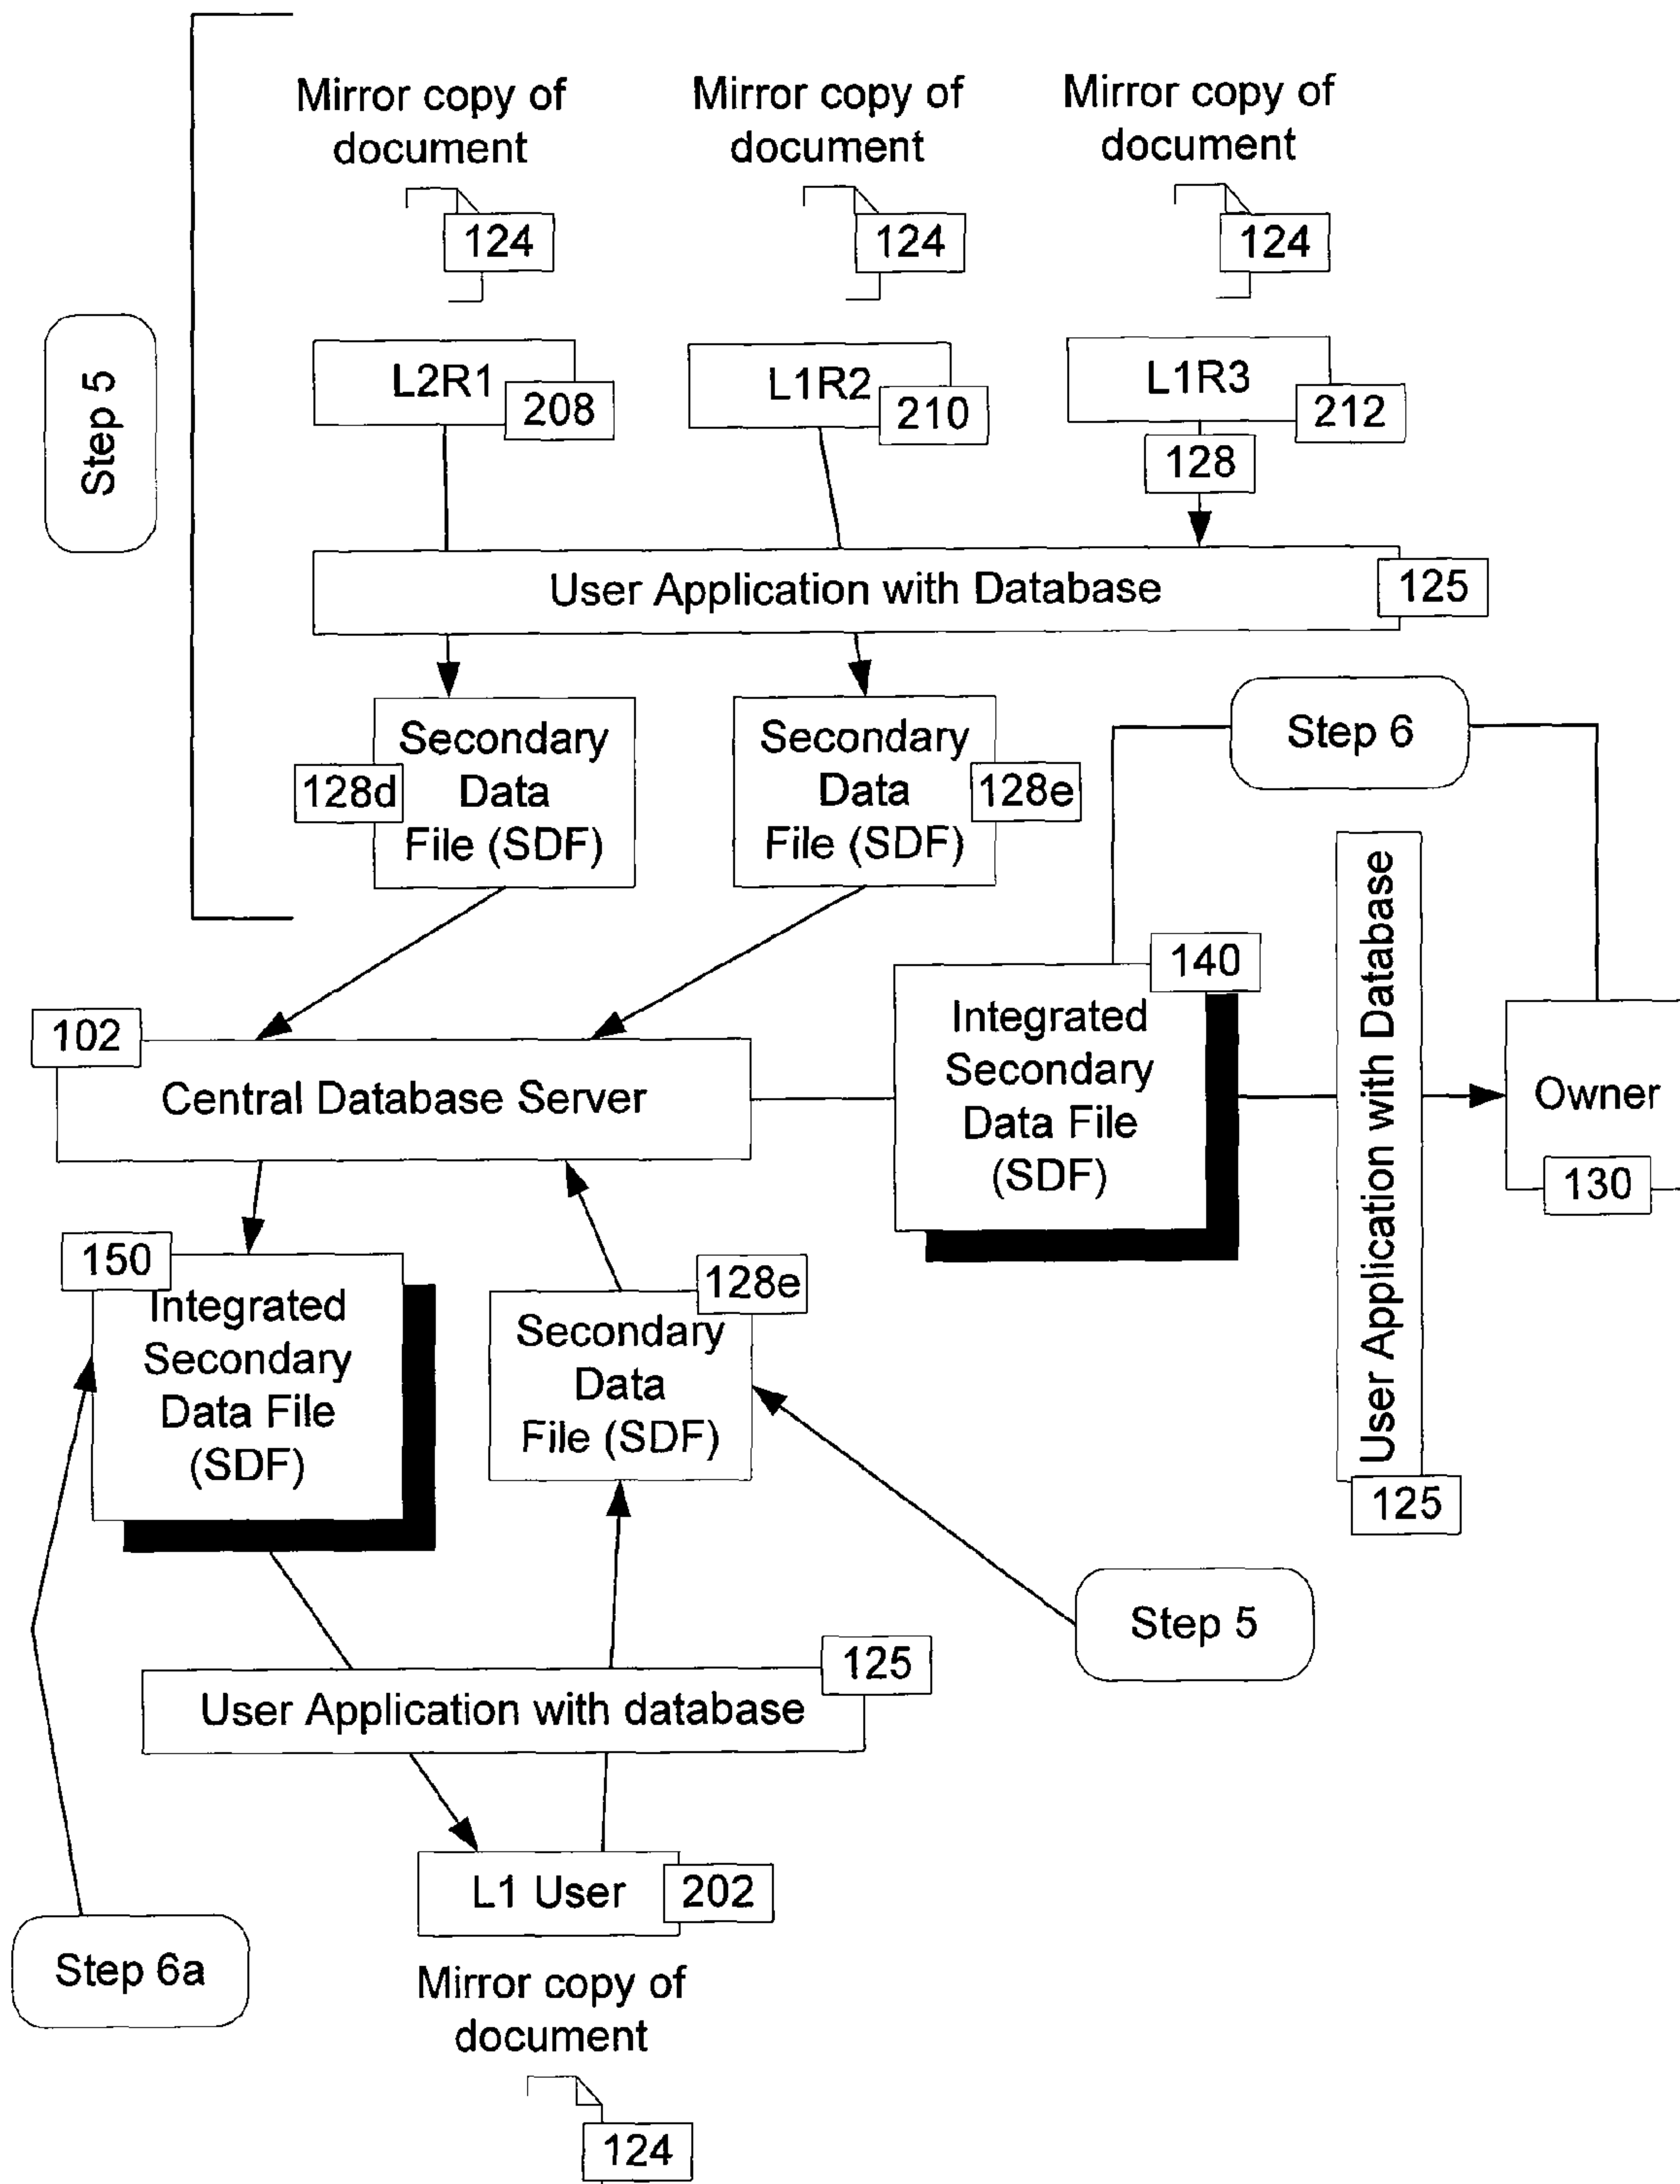 Mirror copy of
document
124
Mirror copy of
document
124
Mirror copy of
document
124
Step 5
L2R1
208
L1R2
210
L1R3
212
128
User Application with Database
125
Secondary
Data
File (SDF)
128d
Secondary
Data
File (SDF)
128e
Step 6
102
Central Database Server
140
Integrated
Secondary
Data File
(SDF)
User Application with Database
125
Owner
130
150
Integrated
Secondary
Data File
(SDF)
128e
Secondary
Data
File (SDF)
Step 5
125
User Application with database
L1 User
202
Step 6a
Mirror copy of
document
124